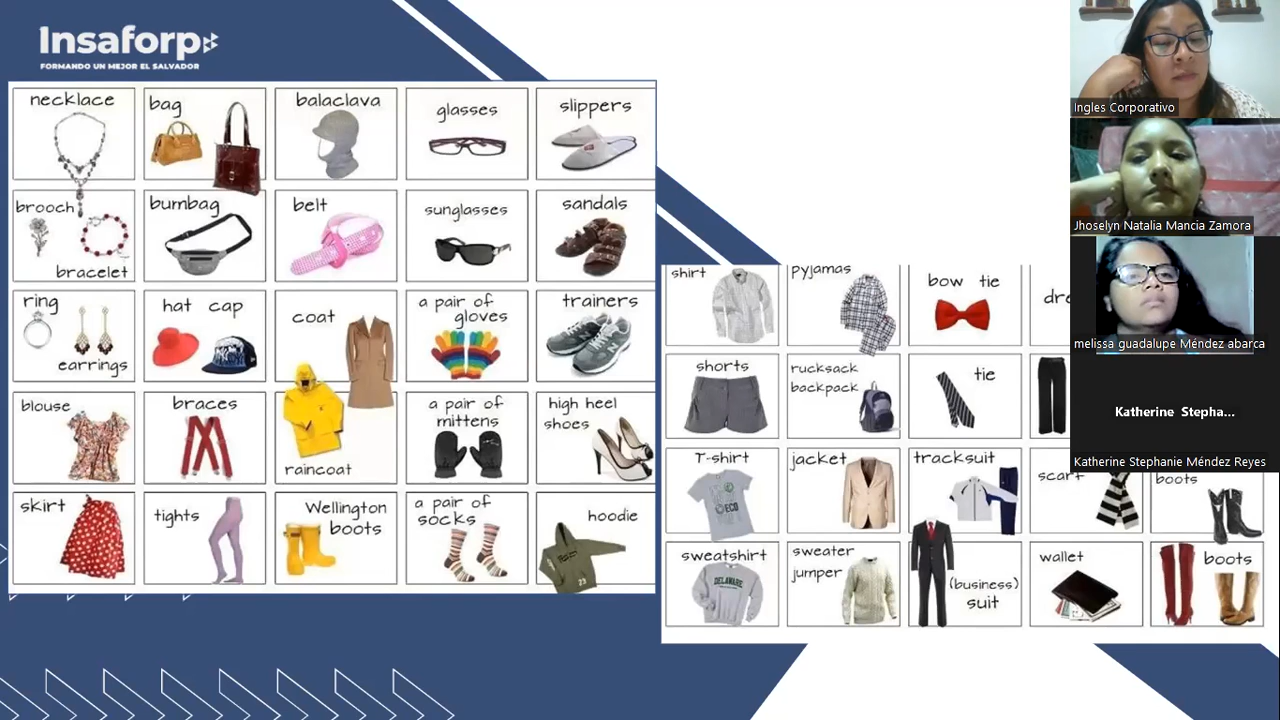 Insaforp
FORMANDO UN MEJOR EL SALVADOR
necklace
bag
balaclava
glasses
slippers
brooch
bracelet
bumbag
belt
sunglasses
sandals
ring
earrings
hat cap
coat
a pair of
gloves
trainers
blouse
braces
raincoat
a pair of
mittens
high heel
shoes
skirt
tights
Wellington
boots
a pair of
socks
hoodie
23
shirt
pyjamas
bow tie
shorts
rucksack
backpack
tie
T-shirt
ECO
jacket
tracksuit
scarf
boots
sweatshirt
DELAWARE
sweater
jumper
(business)
suit
wallet
boots
Ingles Corporativo
Jhoselyn Natalia Mancia Zamora
melissa guadalupe Méndez abarca
Katherine Stepha...
Katherine Stephanie Méndez Reyes